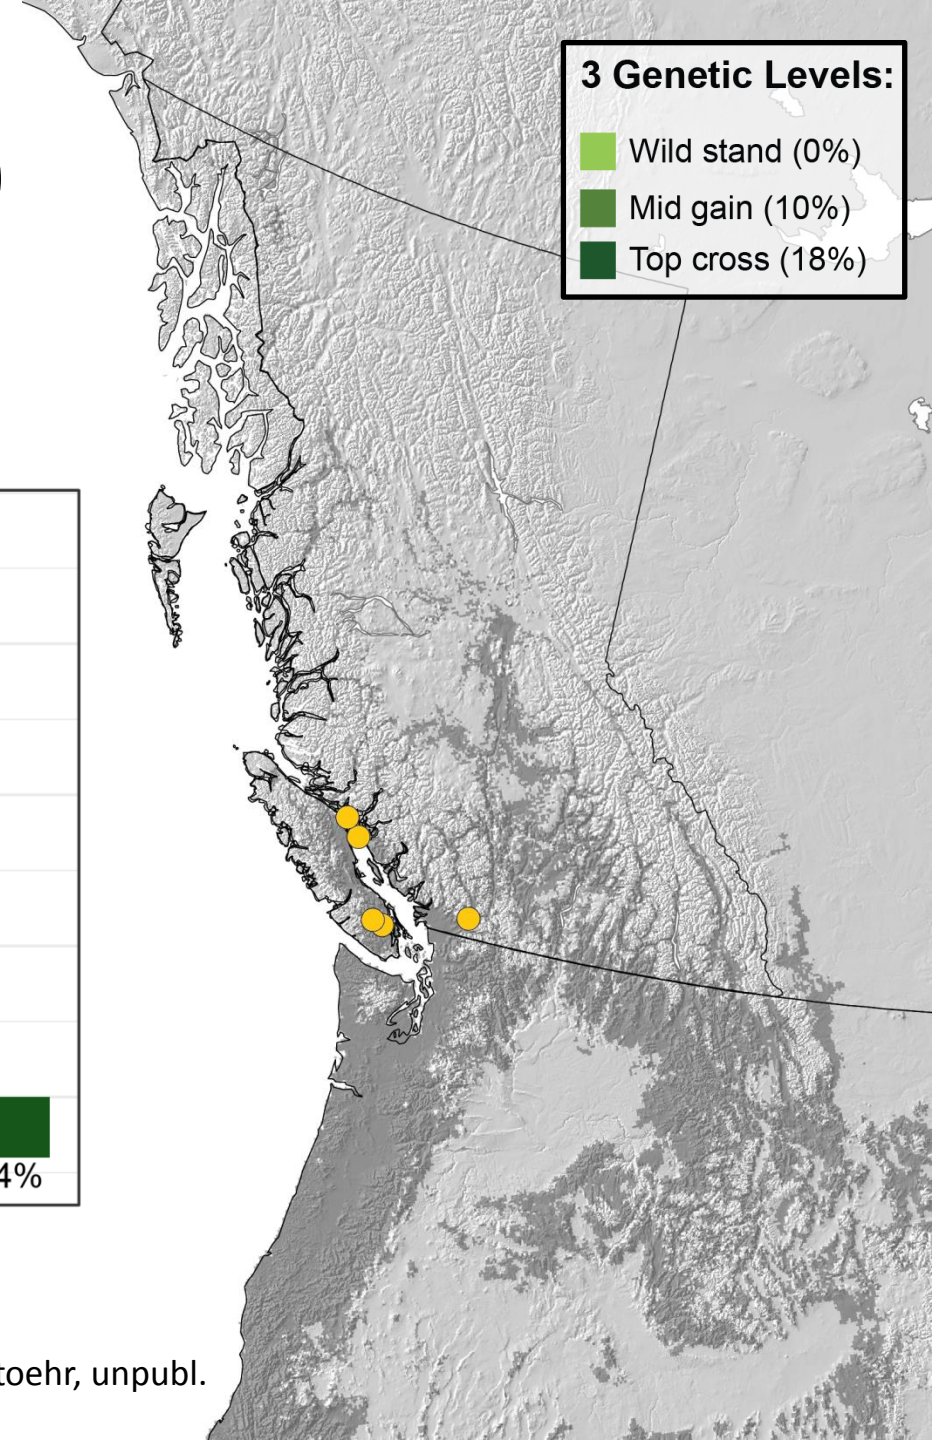 3 Genetic Levels:
Wild stand (0%)
Mid gain (10%)
Top cross (18%)
4%
toehr, unpubl.